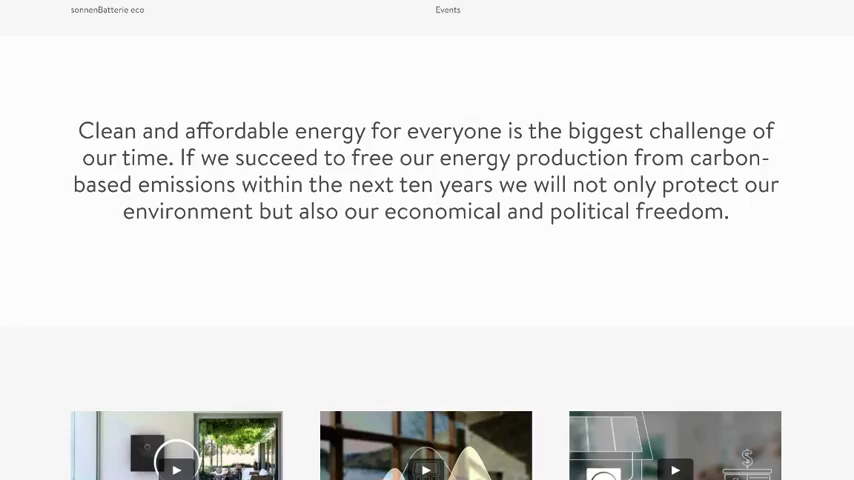 sonnenBatterie eco
Events
Clean and affordable energy for everyone is the biggest challenge of
our time. If we succeed to free our energy production from carbon-
based emissions within the next ten years we will not only protect our
environment but also our economical and political freedom.
$